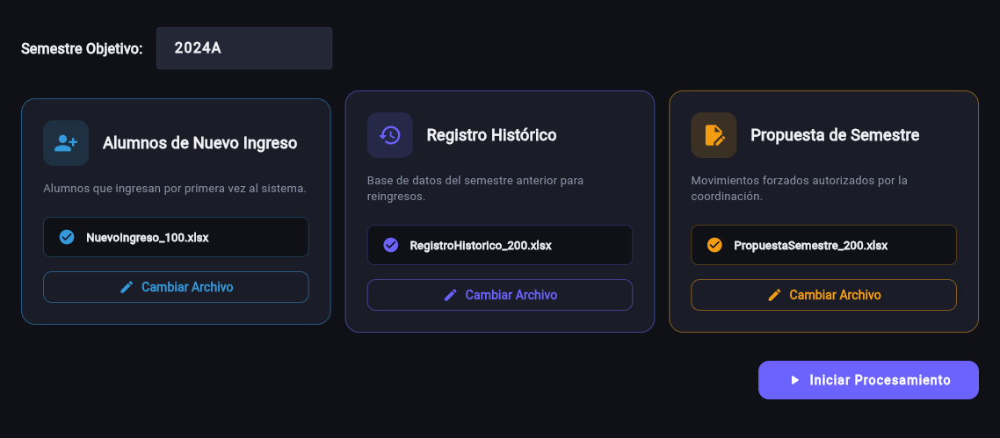 Semestre Objetivo:
2024A
Alumnos de Nuevo Ingreso
Alumnos que ingresan por primera vez al sistema.
NuevoIngreso_100.xlsx
Cambiar Archivo
Registro Histórico
Base de datos del semestre anterior para
reingresos.
RegistroHistorico_200.xlsx
Cambiar Archivo
Propuesta de Semestre
Movimientos forzados autorizados por la
coordinación.
PropuestaSemestre_200.xlsx
Cambiar Archivo
Iniciar Procesamiento